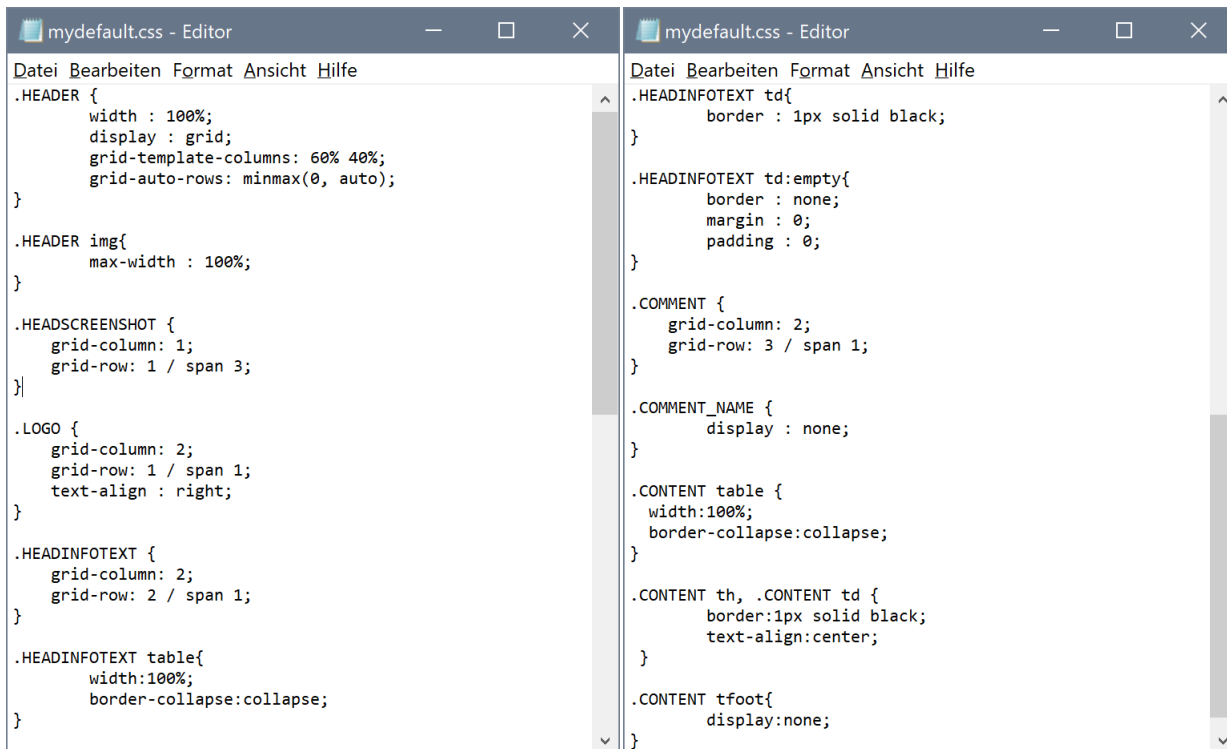 mydefault.css - Editor
Datei Bearbeiten Format Ansicht Hilfe
.HEADER {
        width : 100%;
        display : grid;
        grid-template-columns: 60% 40%;
        grid-auto-rows: minmax(0, auto);
}

.HEADER img{
        max-width : 100%;
}

.HEADSCREENSHOT {
    grid-column: 1;
    grid-row: 1 / span 3;
}

.LOGO {
    grid-column: 2;
    grid-row: 1 / span 1;
    text-align : right;
}

.HEADINFOTEXT {
    grid-column: 2;
    grid-row: 2 / span 1;
}

.HEADINFOTEXT table{
        width:100%;
        border-collapse:collapse;
}
mydefault.css - Editor
Datei Bearbeiten Format Ansicht Hilfe
.HEADINFOTEXT td{
        border : 1px solid black;
}

.HEADINFOTEXT td:empty{
        border : none;
        margin : 0;
        padding : 0;
}

.COMMENT {
    grid-column: 2;
    grid-row: 3 / span 1;
}

.COMMENT_NAME {
        display : none;
}

.CONTENT table {
  width:100%;
  border-collapse:collapse;
}

.CONTENT th, .CONTENT td {
        border:1px solid black;
        text-align:center;
 }

.CONTENT tfoot{
        display:none;
}